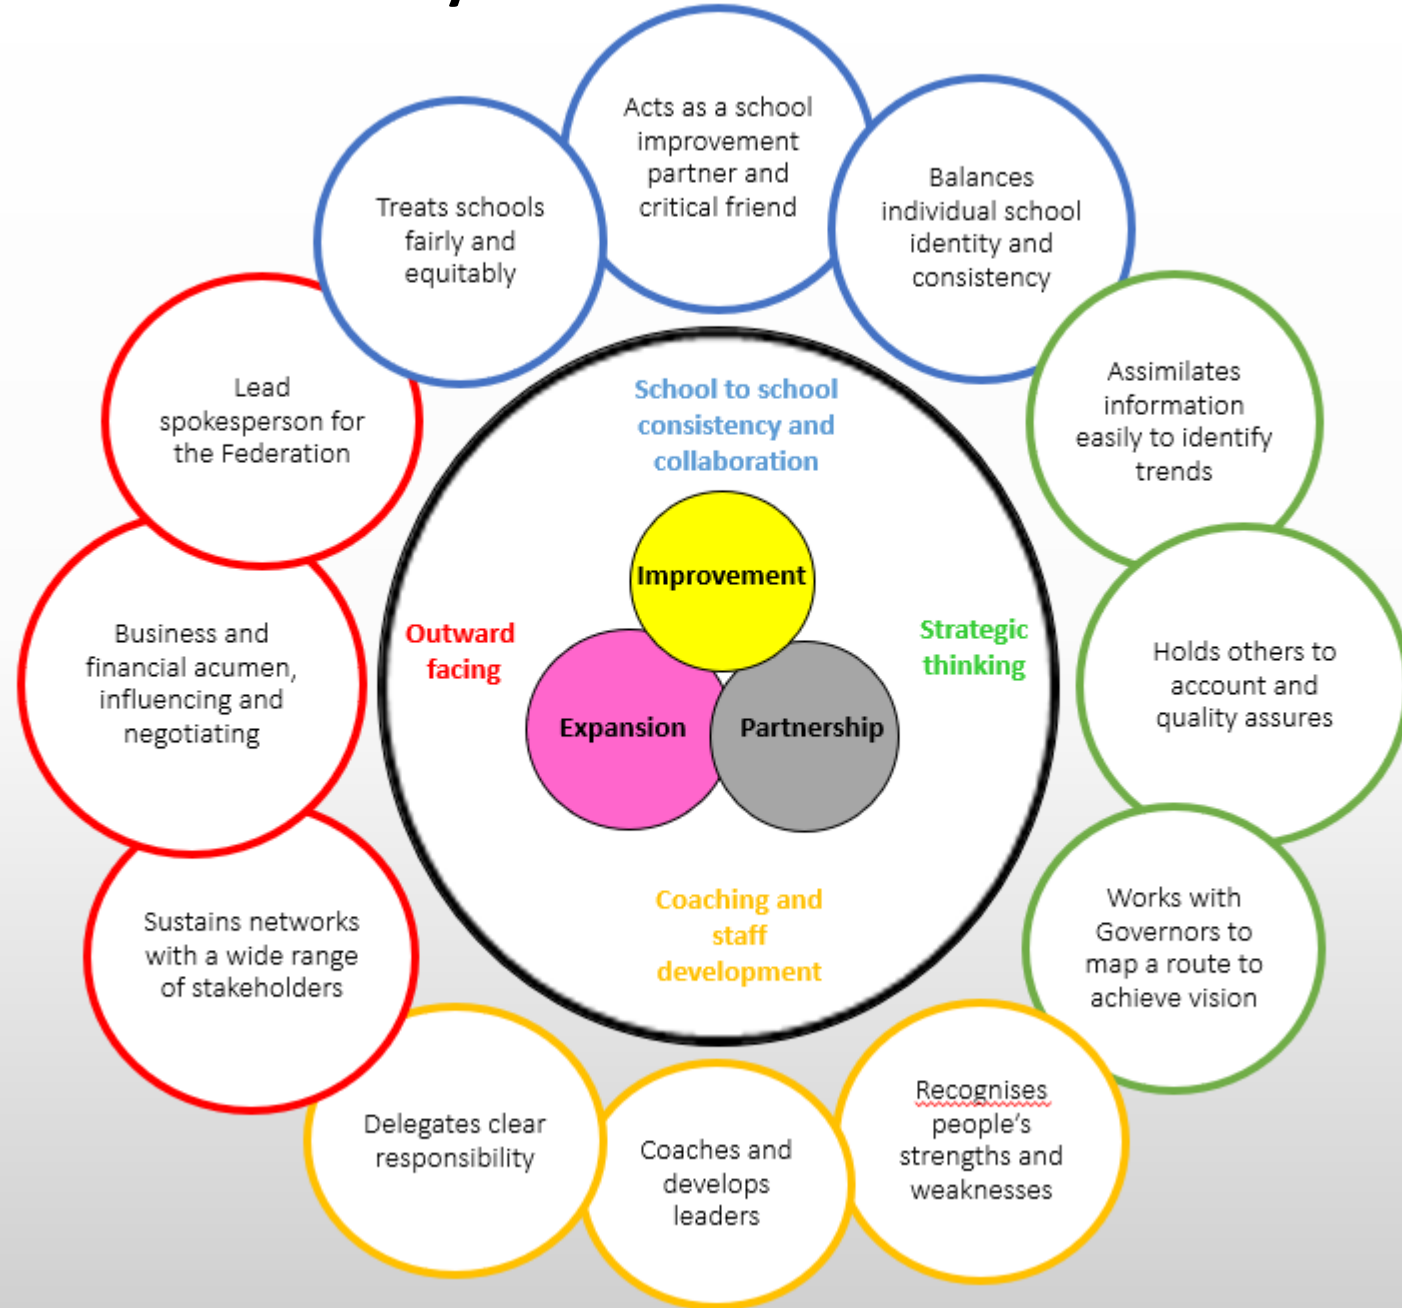 Acts as a school
improvement
partner and
critical friend
Balances
individual school
identity and
consistency
Treats schools
fairly and
equitably
Assimilates
information
easily to identify
trends
Lead
spokesperson for
the Federation
School to school
consistency and
collaboration
Improvement
Outward
facing
Strategic
thinking
Business and
financial acumen,
influencing and
negotiating
Holds others to
account and
quality assures
Expansion
Partnership
Coaching and
staff
development
Sustains networks
with a wide range
of stakeholders
Works with
Governors to
map a route to
achieve vision
Delegates clear
responsibility
Coaches and
develops
leaders
Recognises
people's
strengths and
weaknesses